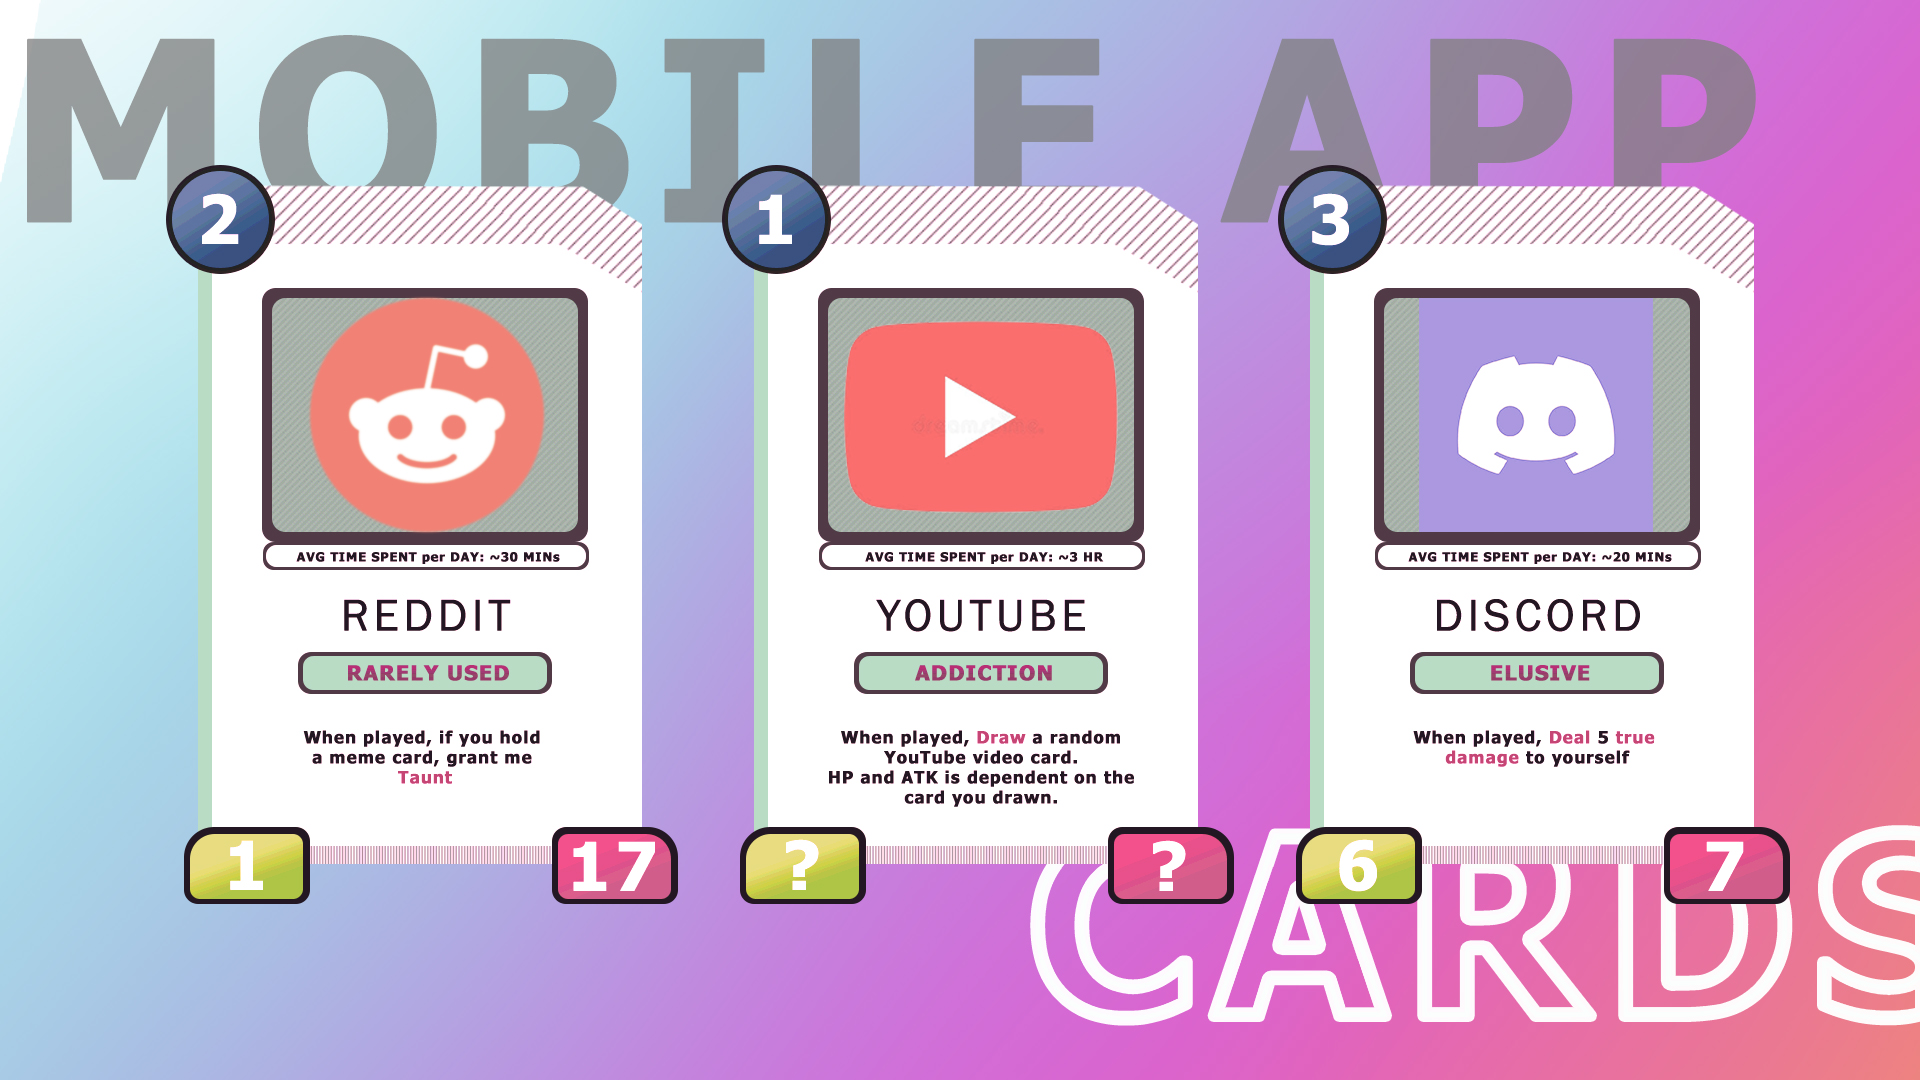 MOBILE APP
2
AVG TIME SPENT per DAY: ~30 MINs
REDDIT
RARELY USED
When played, if you hold
a meme card, grant me
Taunt
1
17
1
dreamstime.
AVG TIME SPENT per DAY: ~3 HR
YOUTUBE
ADDICTION
When played, Draw a random
YouTube video card.
HP and ATK is dependent on the
card you drawn.
?
?
3
AVG TIME SPENT per DAY: ~20 MINs
DISCORD
ELUSIVE
When played, Deal 5 true
damage to yourself
6
7
CARDS